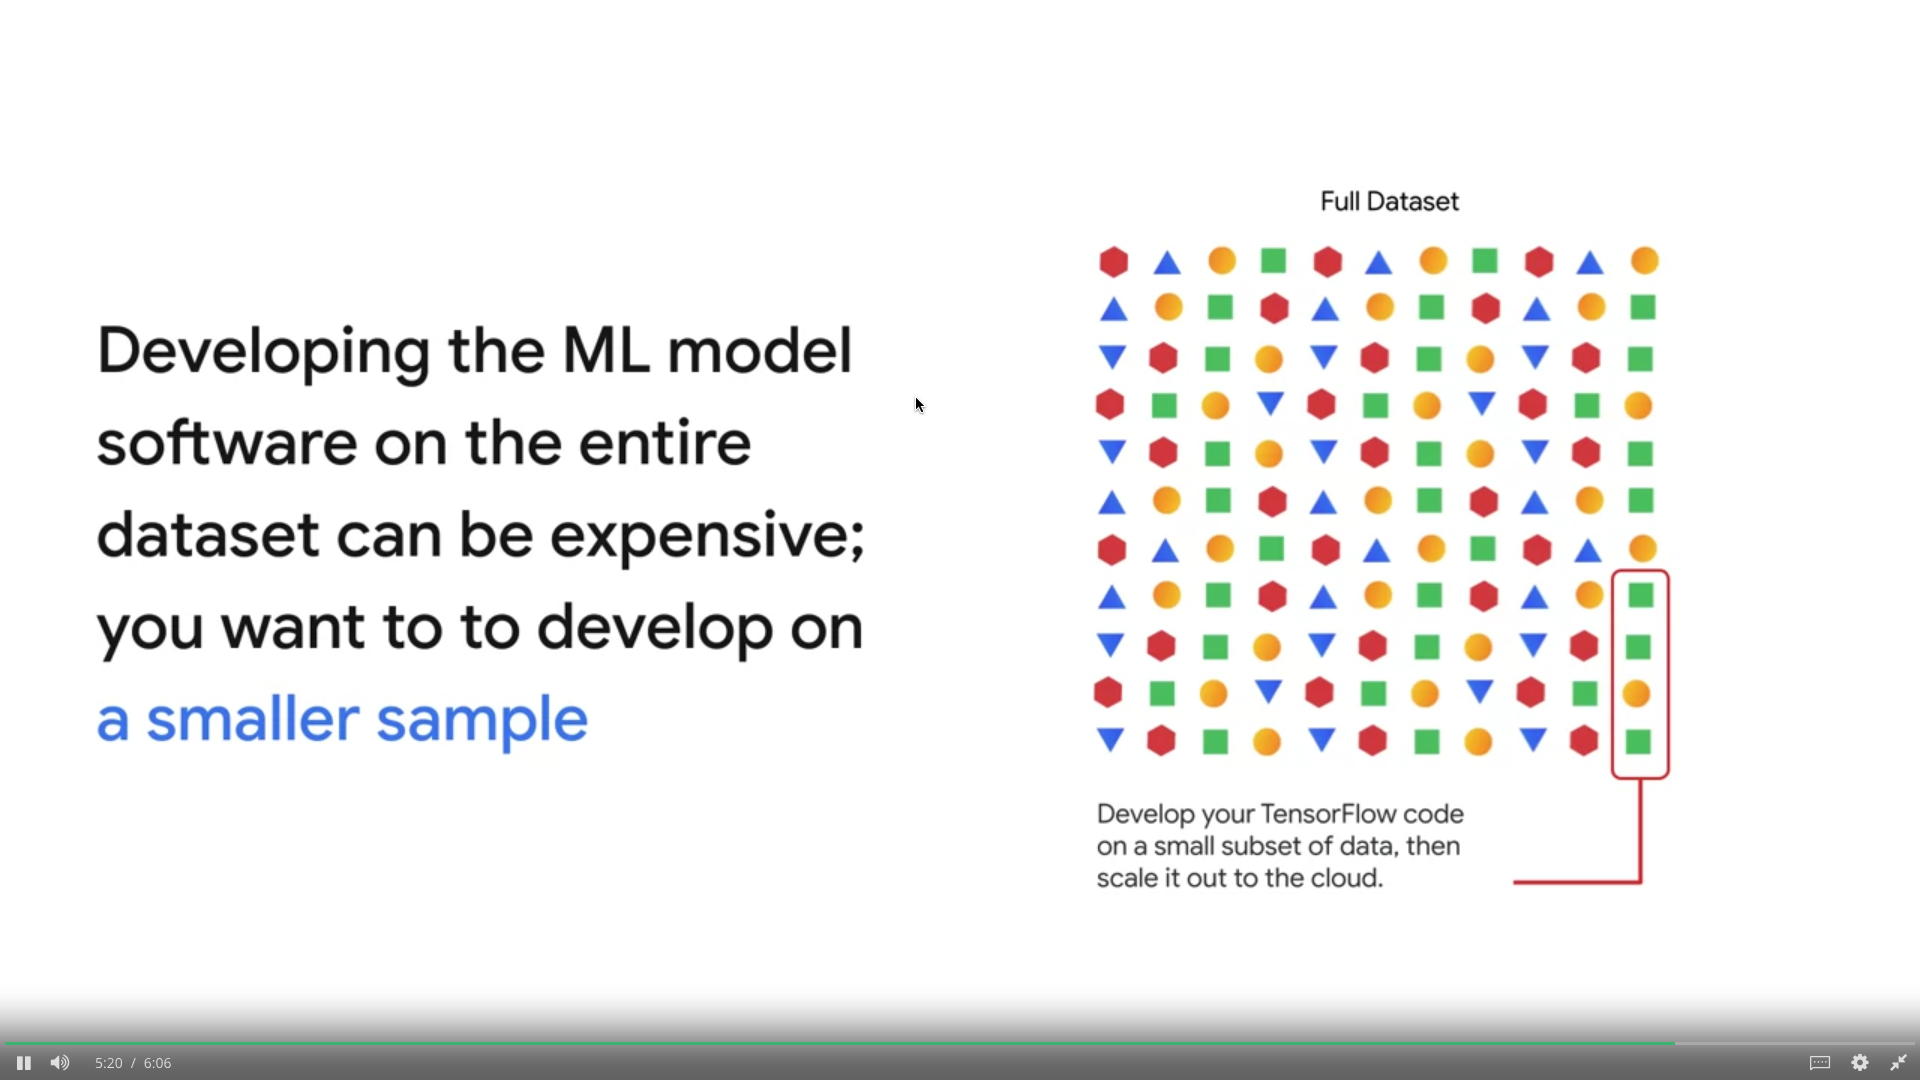 Full Dataset
Developing the ML model
software on the entire
dataset can be expensive;
you want to to develop on
a smaller sample
Develop your TensorFlow code
on a small subset of data, then
scale it out to the cloud.
5:20 / 6:06